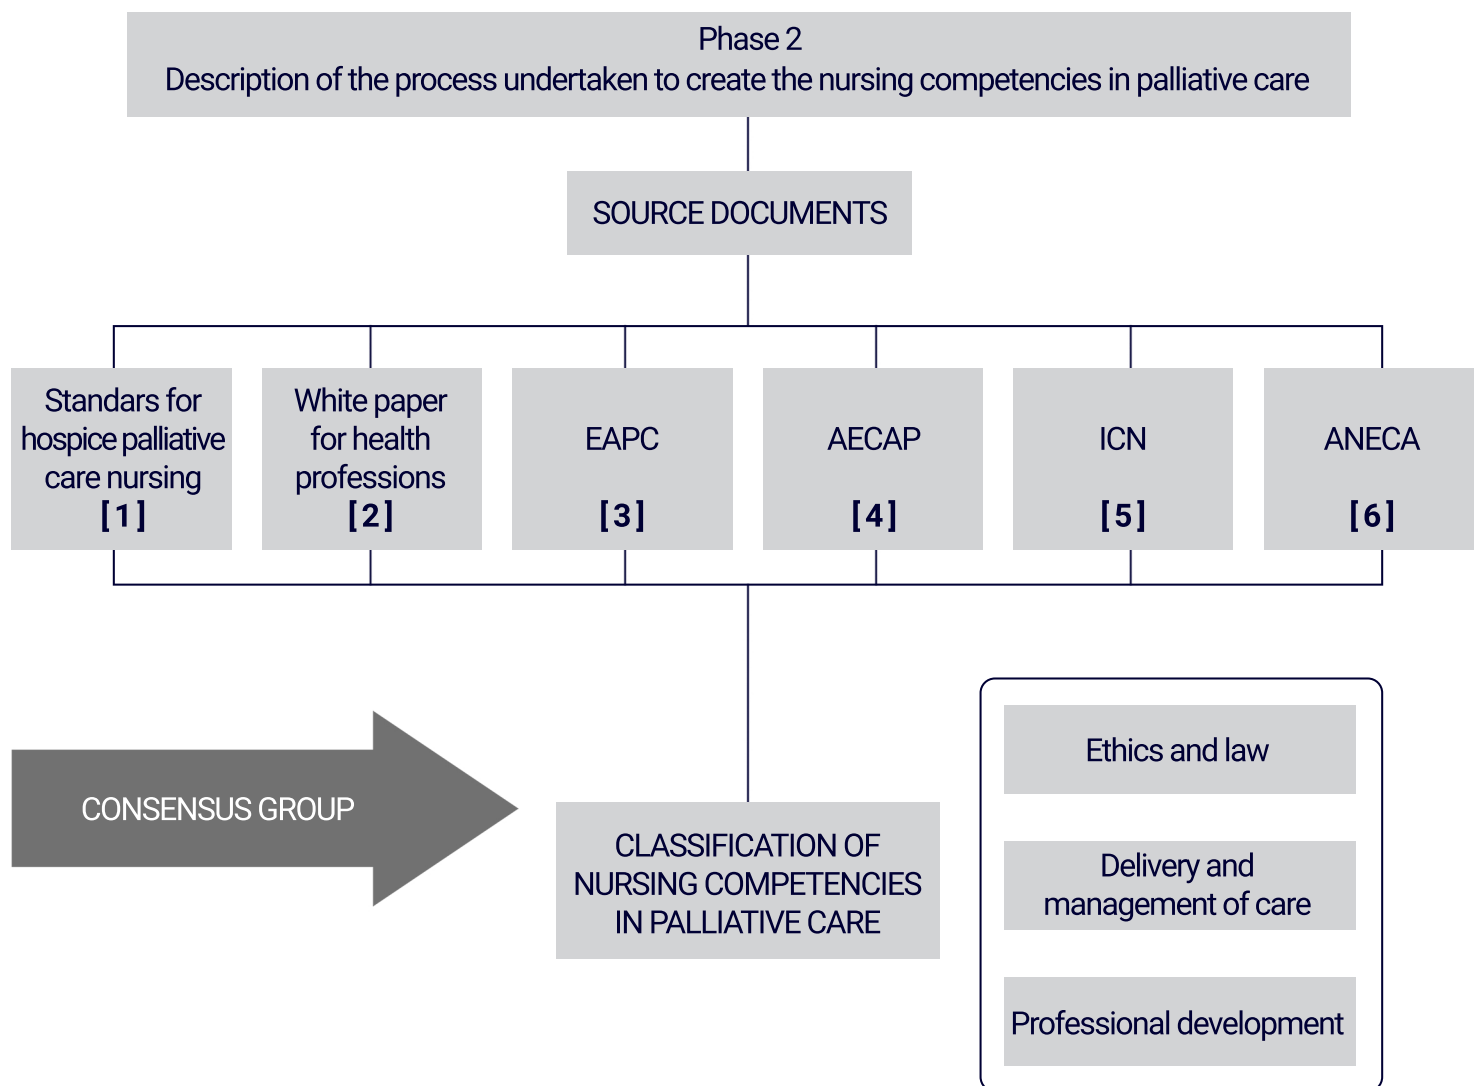 Phase 2
Description of the process undertaken to create the nursing competencies in palliative care
SOURCE DOCUMENTS
Standars for
hospice palliative
care nursing
[1]
White paper
for health
professions
[2]
EAPC
[3]
AECAP
[4]
ICN
[5]
ANECA
[6]
CONSENSUS GROUP
CLASSIFICATION OF
NURSING COMPETENCIES
IN PALLIATIVE CARE
Ethics and law
Delivery and
management of care
Professional development